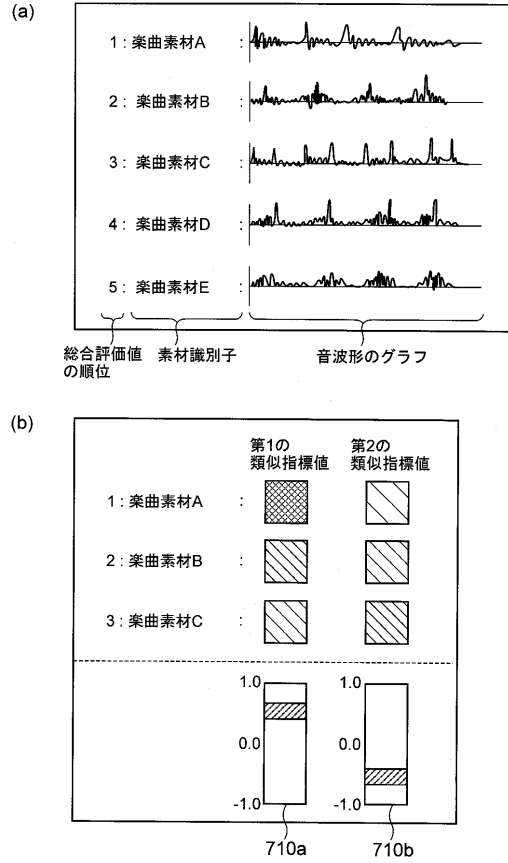 (a)
1 : 楽曲素材A :
2 : 楽曲素材B :
3 : 楽曲素材C :
4 : 楽曲素材D :
5 : 楽曲素材E :
総合評価値
の順位
素材識別子
音波形のグラフ
(b)
第1の
類似指標値
第2の
類似指標値
1 : 楽曲素材A :
2 : 楽曲素材B :
3 : 楽曲素材C :
1.0
0.0
-1.0
1.0
0.0
-1.0
710a
710b